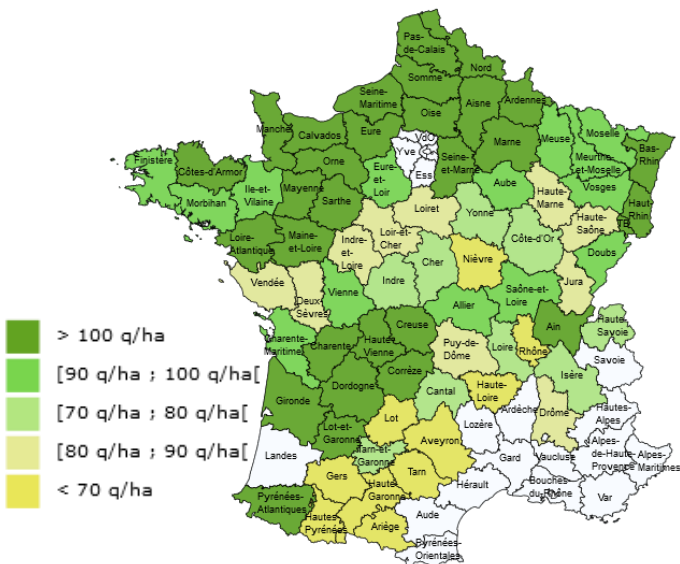 Pas-
de-Calais
Nord
Somme
Seine-
Maritime
Oise
Aisne
Ardennes
Manche
Calvados
Eure
VdO
Yve
Ess
Seine-
et-Marne
Marne
Meuse
Moselle
Meurthe-
et-Moselle
Bas-
Rhin
Finistère
Côtes-d'Armor
Orne
Eure-
et-
Loir
Aube
Haute-
Marne
Vosges
Haut-
Rhin
Morbihan
Ille-et-
Vilaine
Mayenne
Sarthe
Loiret
Yonne
Haute-
Saône
TB
Loire-
Atlantique
Maine-
et-Loire
Indre-
et-
Loire
Loir-et-
Cher
Cher
Nièvre
Côte-d'Or
Doubs
Vendée
Deux-
Sèvres
Vienne
Indre
Allier
Saône-et-
Loire
Jura
> 100 q/ha
[90 q/ha ; 100 q/ha[
[70 q/ha ; 80 q/ha[
[80 q/ha ; 90 q/ha[
< 70 q/ha
Charente-
Maritime
Charente
Haute-
Vienne
Creuse
Puy-de-
Dôme
Loire
Rhône
Ain
Haute-
Savoie
Savoie
Isère
Gironde
Dordogne
Corrèze
Cantal
Haute-
Loire
Ardèche
Drôme
Hautes-
Alpes
Landes
Lot-et-
Garonne
Lot
Tarn-et-
Garonne
Aveyron
Lozère
Gard
Vaucluse
Alpes-
de-Haute-
Provence
Alpes-
Maritimes
Gers
Haute-
Garonne
Tarn
Hérault
Bouches-
du-Rhône
Var
Pyrénées-
Atlantiques
Hautes-
Pyrénées
Ariège
Aude
Pyrénées-
Orientales